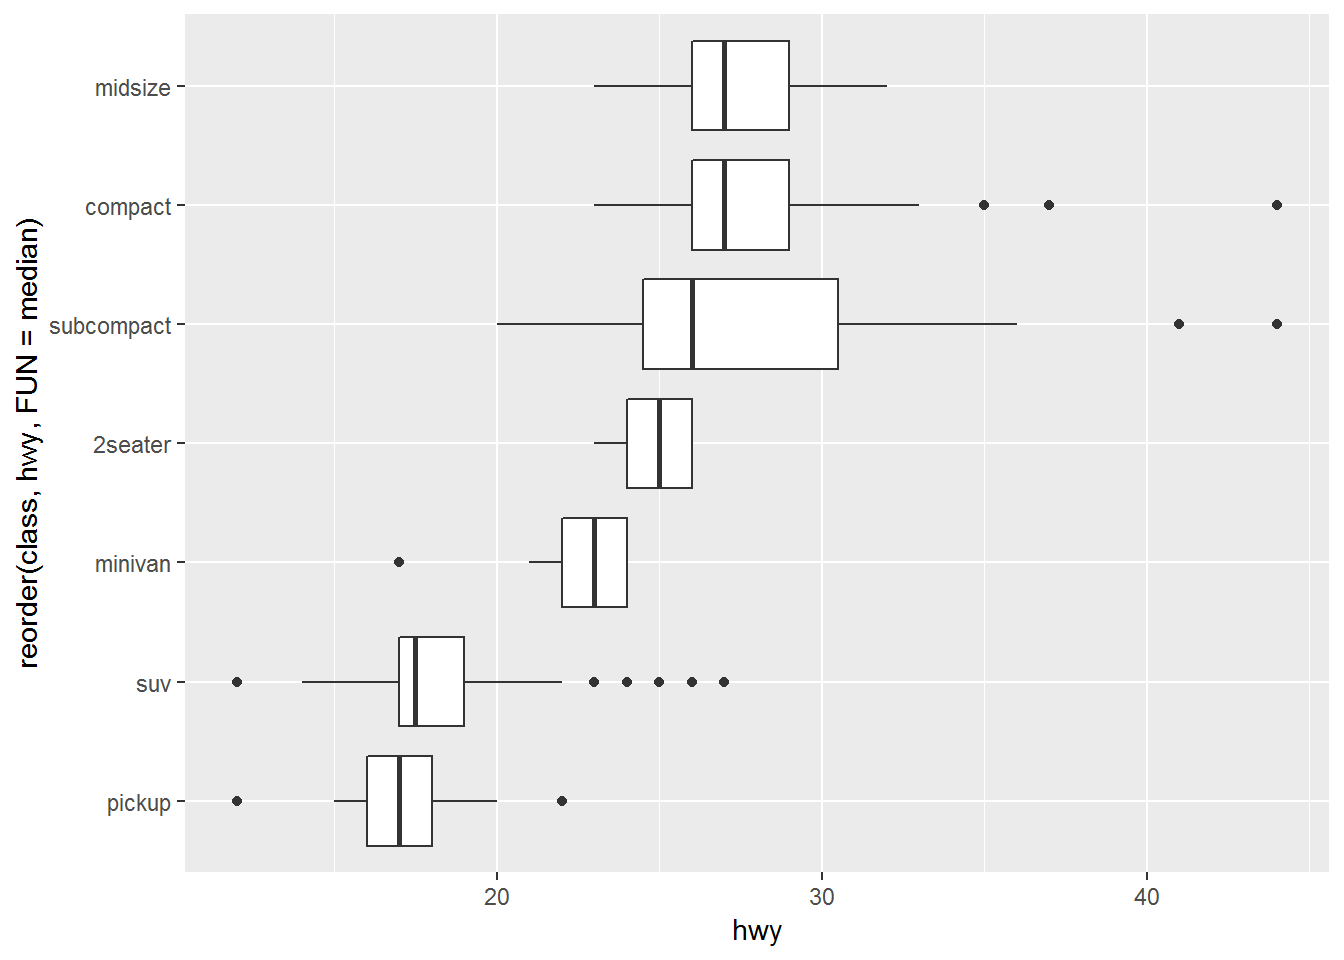 reorder(class, hwy, FUN = median)
midsize
compact
subcompact
2seater
minivan
suv
pickup
20 30 40
hwy